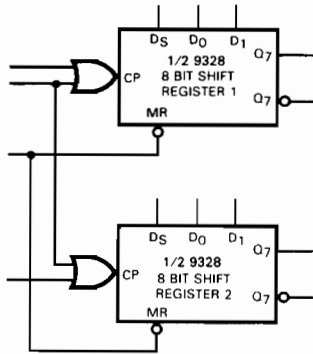 DS D0 D1
Q7
1/2 9328
CP 8 BIT SHIFT
REGISTER 1
Q7
MR
DS D0 D1
Q7
1/2 9328
CP 8 BIT SHIFT
REGISTER 2
Q7
MR